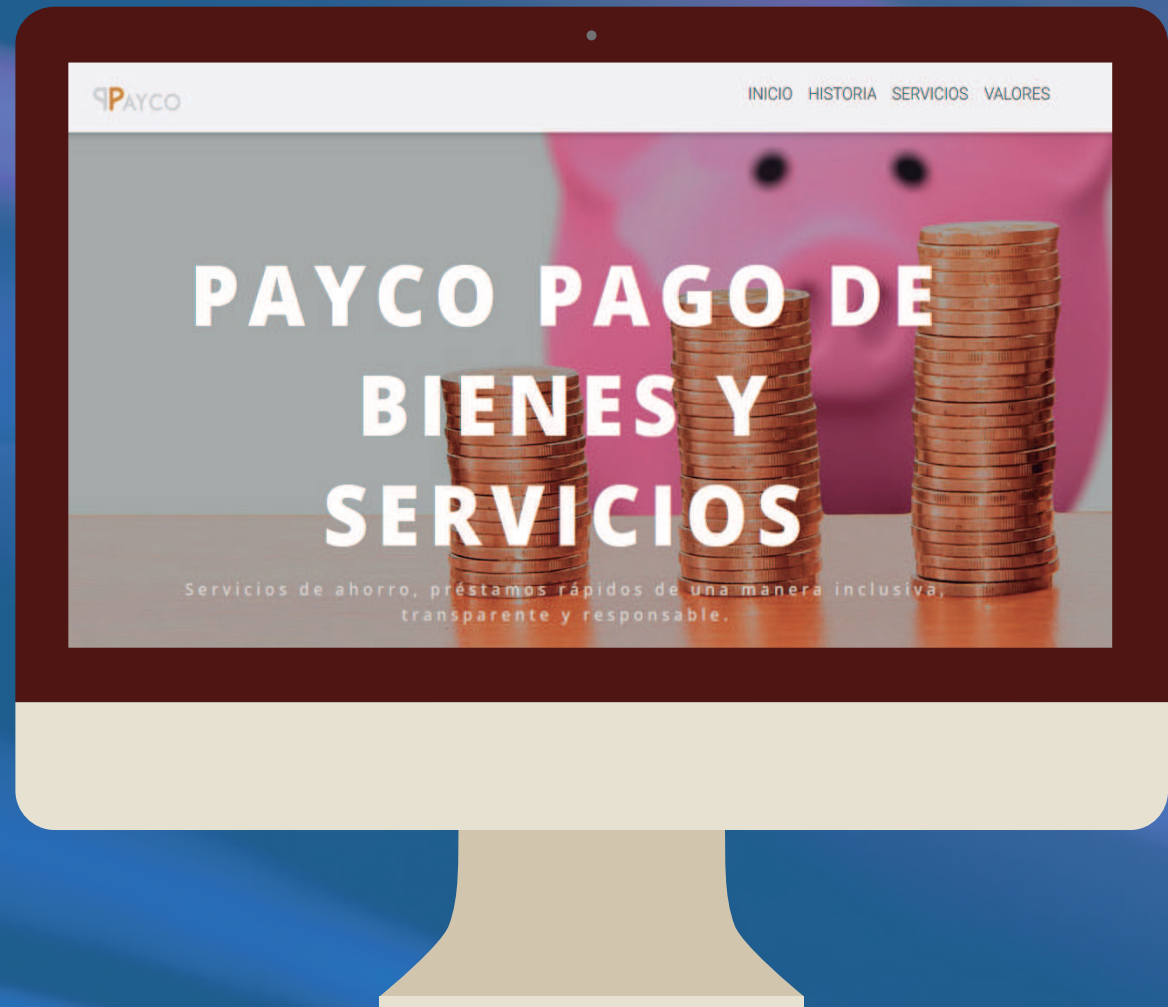 PAYCO
INICIO HISTORIA SERVICIOS VALORES
PAYCO PAGO DE
BIENES Y
SERVICIOS
Servicios de ahorro, préstamos rápidos de una manera inclusiva,
transparente y responsable.